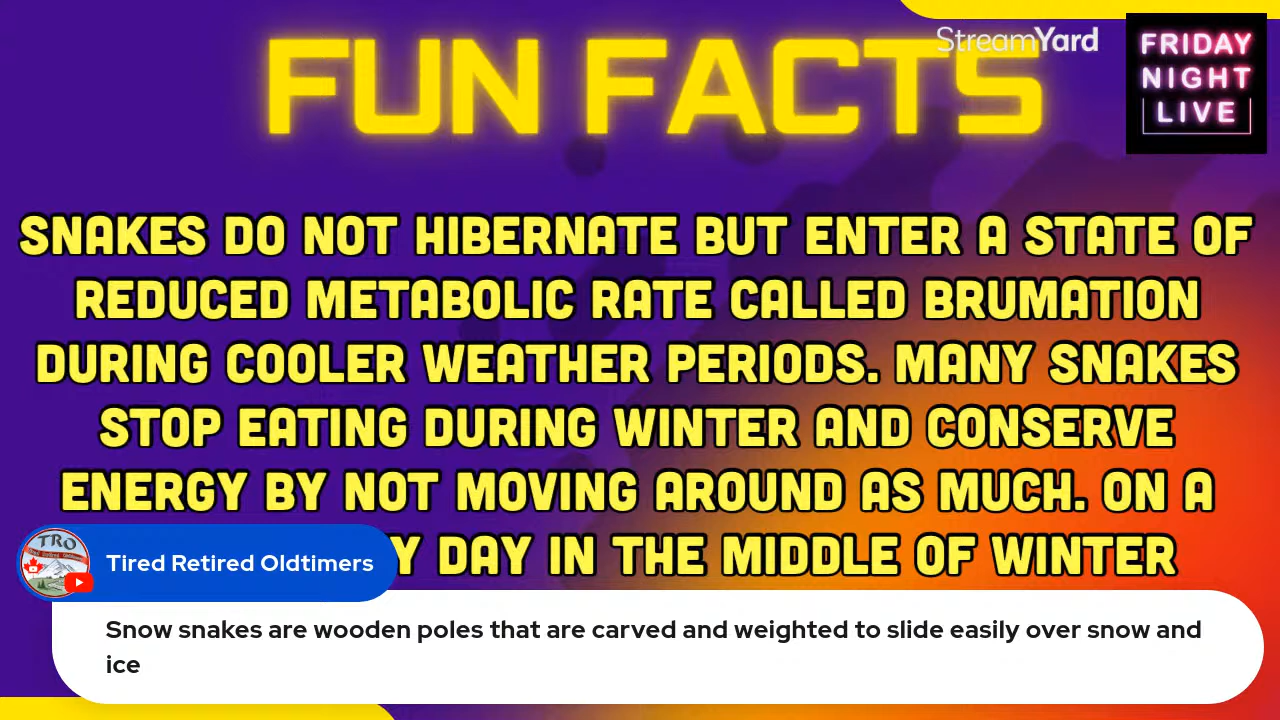 FUN FACTS
StreamYard
FRIDAY
NIGHT
LIVE
SNAKES DO NOT HIBERNATE BUT ENTER A STATE OF
REDUCED METABOLIC RATE CALLED BRUMATION
DURING COOLER WEATHER PERIODS. MANY SNAKES
STOP EATING DURING WINTER AND CONSERVE
ENERGY BY NOT MOVING AROUND AS MUCH. ON A
DAY IN THE MIDDLE OF WINTER
TRO
Tired Retired Oldtimers
Snow snakes are wooden poles that are carved and weighted to slide easily over snow and
ice